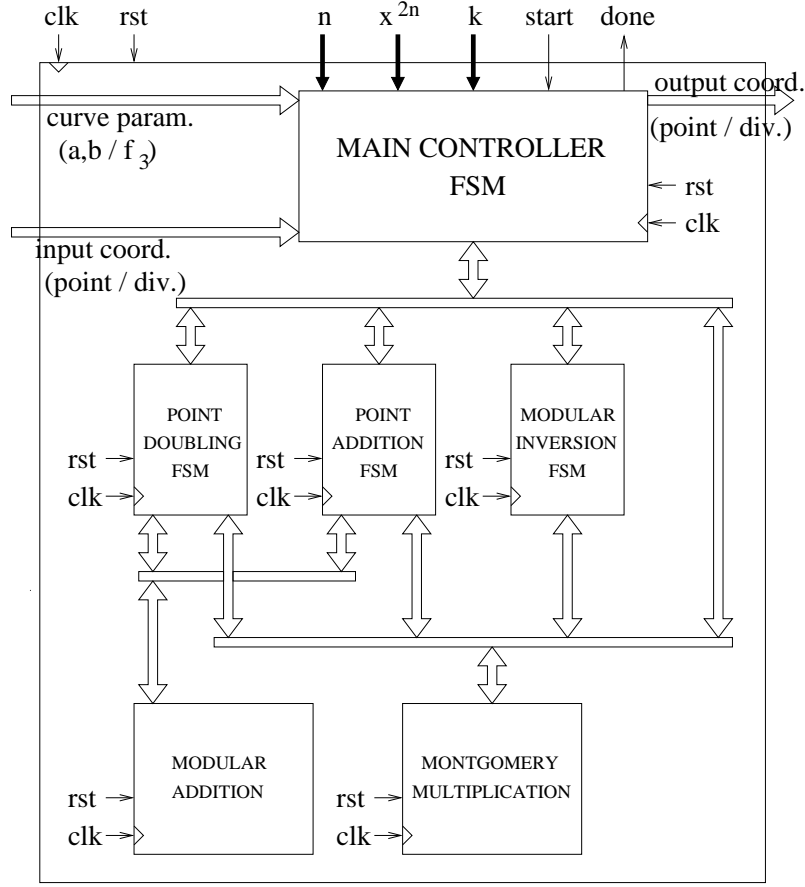 clk rst n x^2n k start done
output coord.
(point / div.)
curve param.
(a,b / f_3)
MAIN CONTROLLER
FSM
rst
clk
input coord.
(point / div.)
POINT
DOUBLING
FSM
rst
clk
POINT
ADDITION
FSM
rst
clk
MODULAR
INVERSION
FSM
rst
clk
MODULAR
ADDITION
rst
clk
MONTGOMERY
MULTIPLICATION
rst
clk